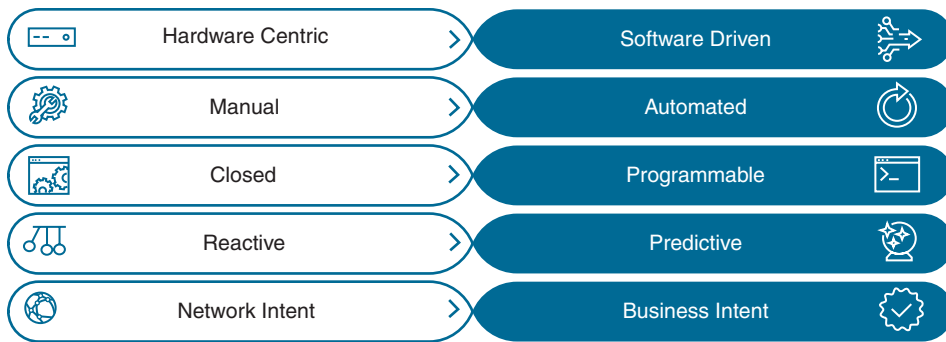 Hardware Centric
Software Driven
Manual
Automated
Closed
Programmable
Reactive
Predictive
Network Intent
Business Intent